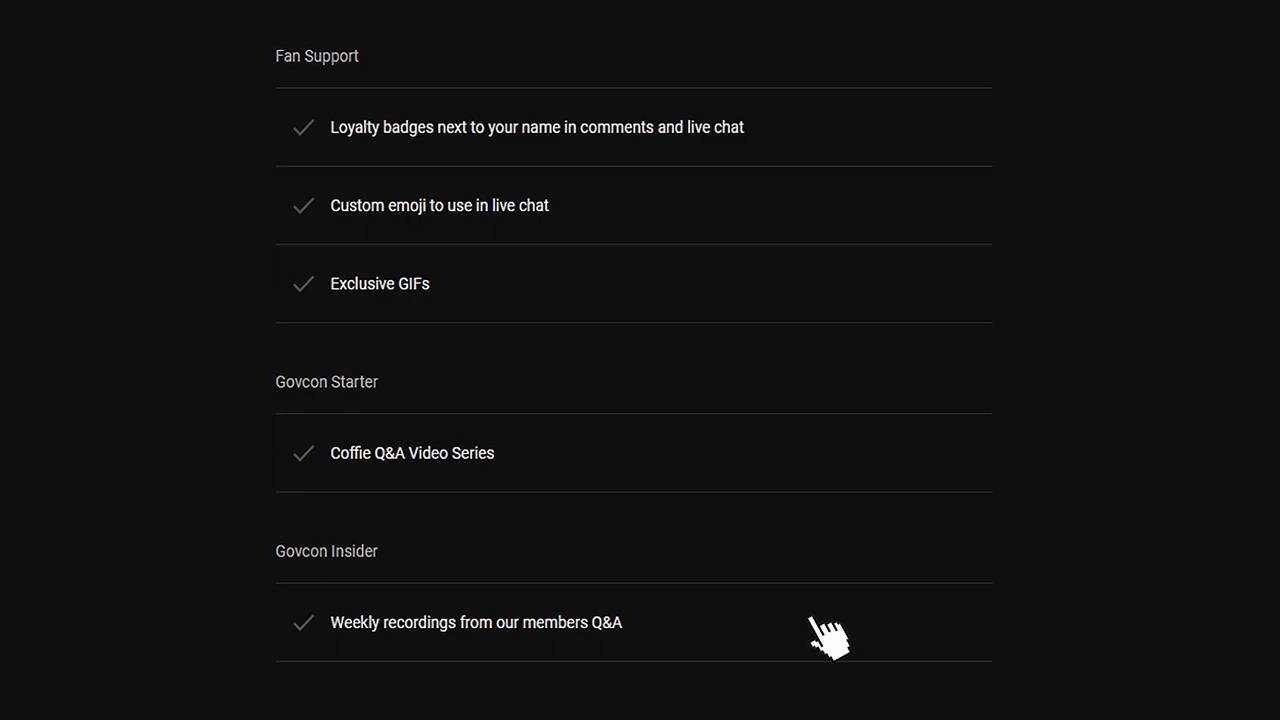 Fan Support
Loyalty badges next to your name in comments and live chat
Custom emoji to use in live chat
Exclusive GIFs
Govcon Starter
Coffie Q&A Video Series
Govcon Insider
Weekly recordings from our members Q&A